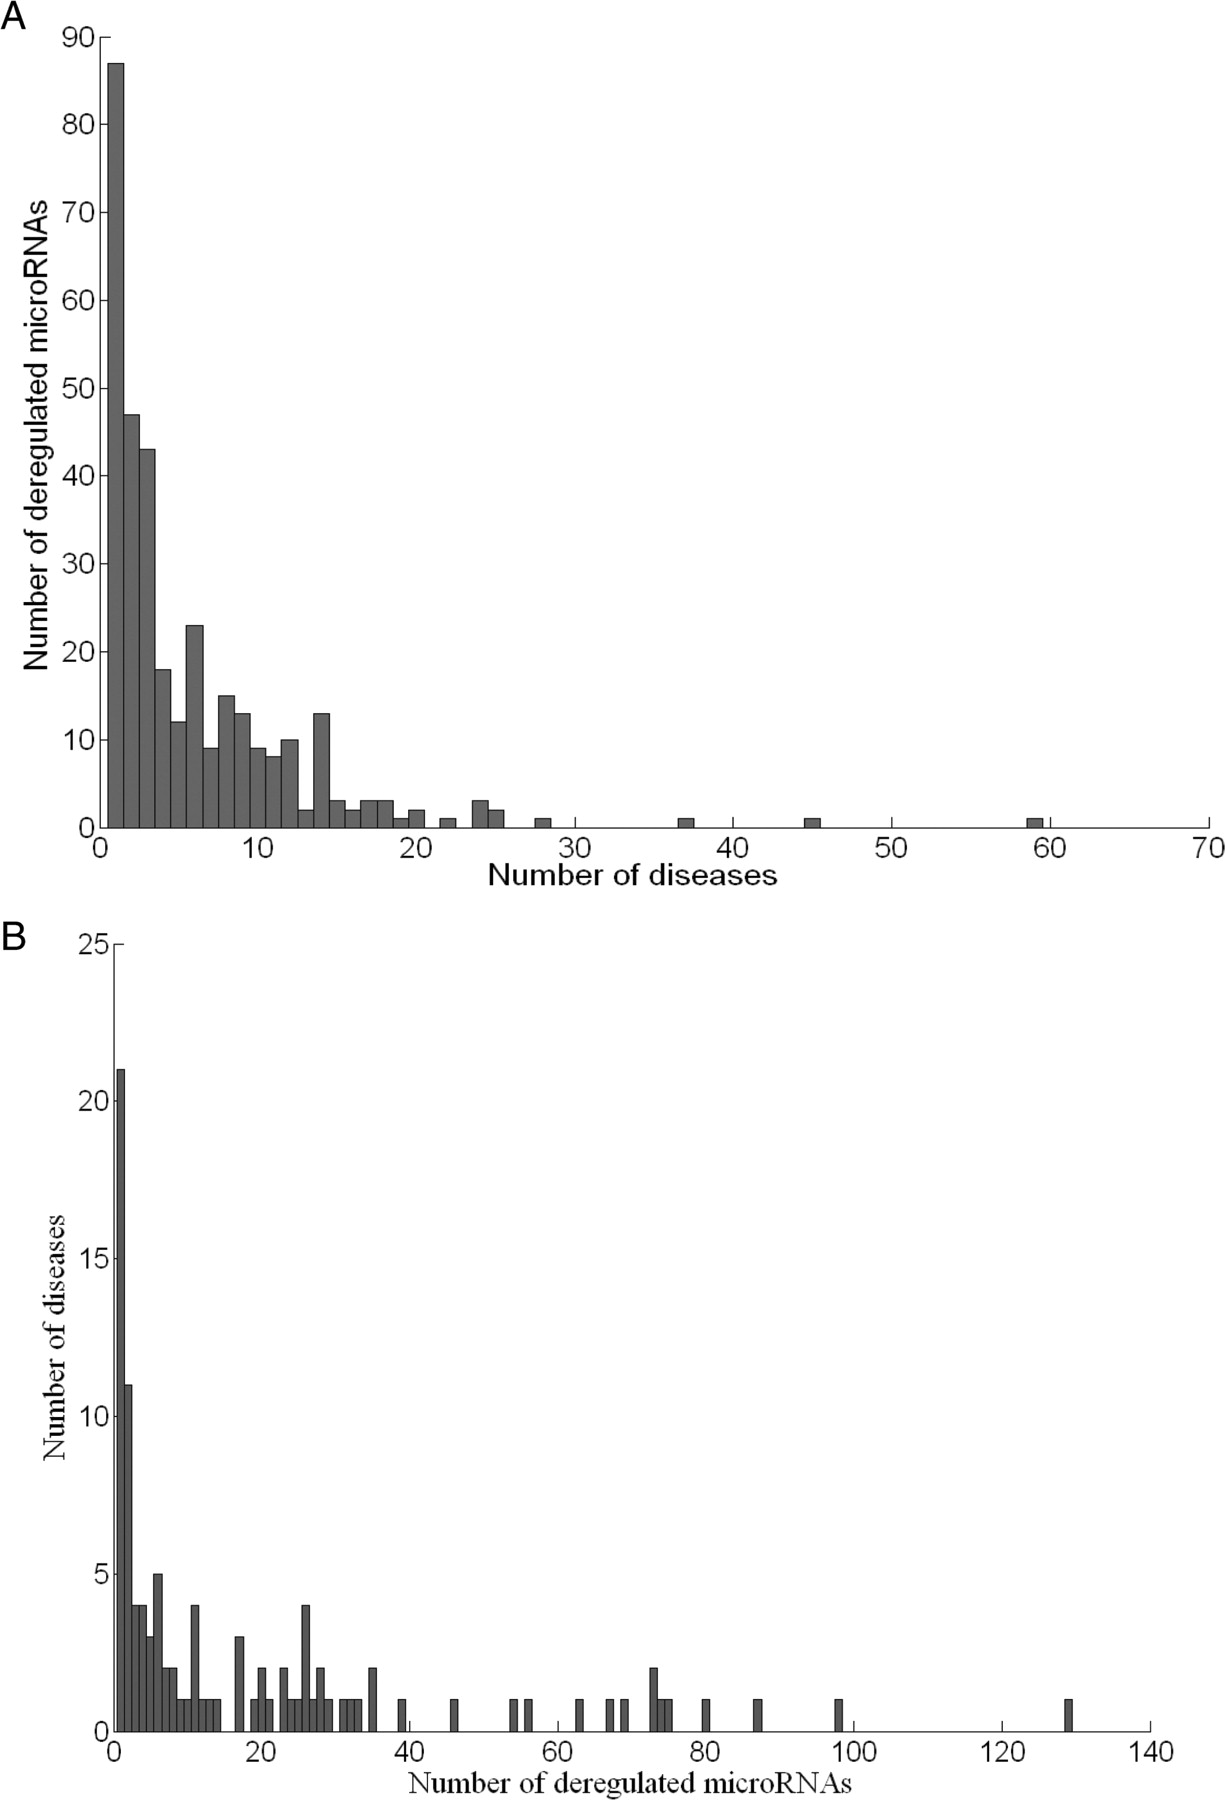 A
90
80
70
60
50
40
30
20
10
0
Number of deregulated microRNAs
0 10 20 30 40 50 60 70
Number of diseases
B
25
20
15
10
5
0
Number of diseases
0 20 40 60 80 100 120 140
Number of deregulated microRNAs